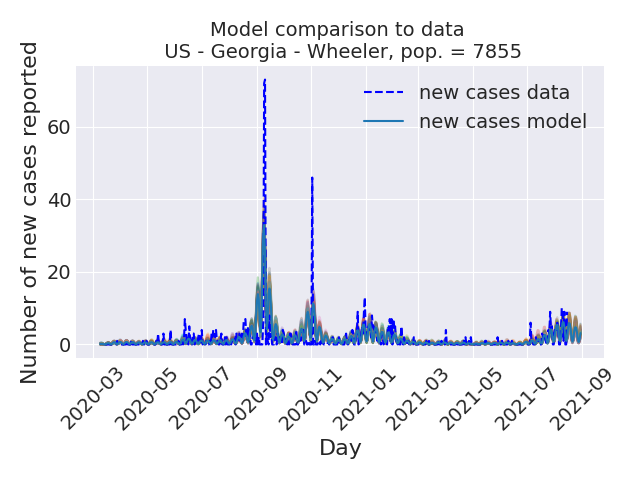 Model comparison to data
US - Georgia - Wheeler, pop. = 7855
Number of new cases reported
new cases data
new cases model
60
40
20
0
2020-03
2020-05
2020-07
2020-09
2020-11
2021-01
2021-03
2021-05
2021-07
2021-09
Day